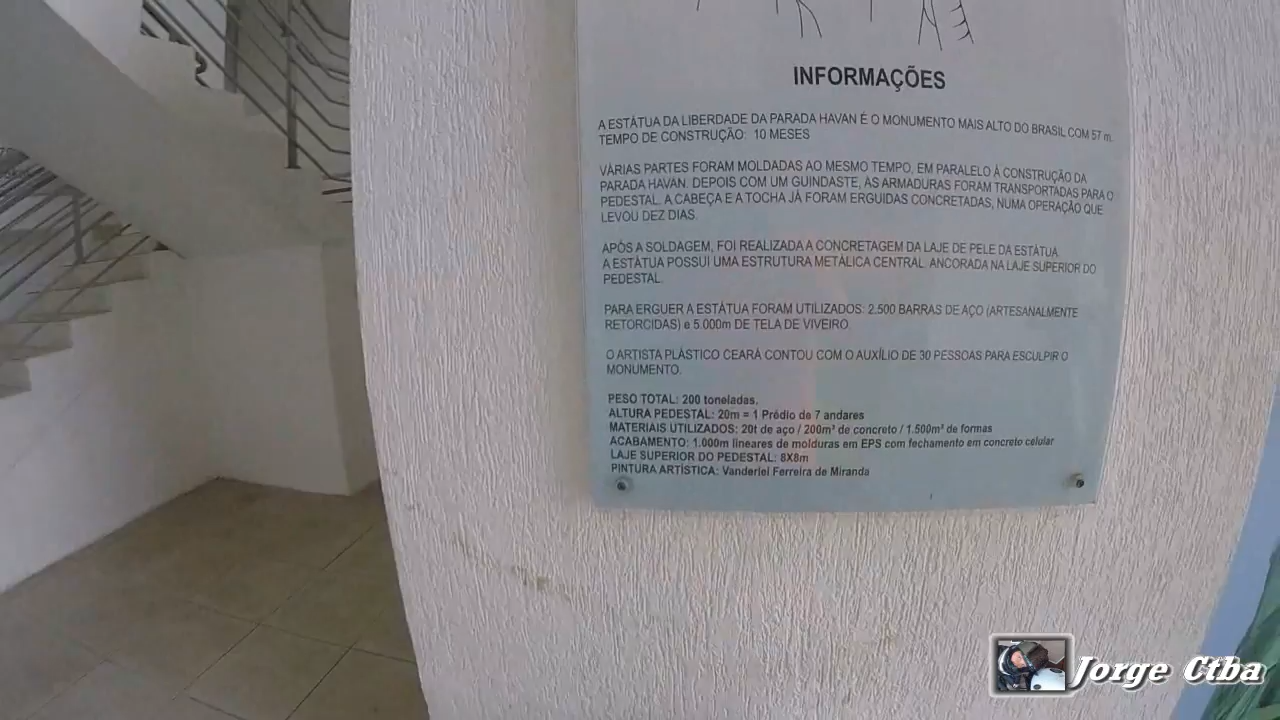 INFORMAÇÕES
A ESTÁTUA DA LIBERDADE DA PARADA HAVAN É O MONUMENTO MAIS ALTO DO BRASIL COM 57 m.
TEMPO DE CONSTRUÇÃO: 10 MESES
VÁRIAS PARTES FORAM MOLDADAS AO MESMO TEMPO, EM PARALELO À CONSTRUÇÃO DA
PARADA HAVAN. DEPOIS COM UM GUINDASTE, AS ARMADURAS FORAM TRANSPORTADAS PARA O
PEDESTAL. A CABEÇA E A TOCHA JÁ FORAM ERGUIDAS CONCRETADAS, NUMA OPERAÇÃO QUE
LEVOU DEZ DIAS.
APÓS A SOLDAGEM, FOI REALIZADA A CONCRETAGEM DA LAJE DE PELE DA ESTÁTUA.
A ESTÁTUA POSSUI UMA ESTRUTURA METÁLICA CENTRAL ANCORADA NA LAJE SUPERIOR DO
PEDESTAL.
PARA ERGUER A ESTÁTUA FORAM UTILIZADOS: 2.500 BARRAS DE AÇO (ARTESANALMENTE
RETORCIDAS) e 5.000m DE TELA DE VIVEIRO.
O ARTISTA PLÁSTICO CEARÁ CONTOU COM O AUXÍLIO DE 30 PESSOAS PARA ESCULPIR O
MONUMENTO.
PESO TOTAL: 200 toneladas.
ALTURA PEDESTAL: 20m = 1 Prédio de 7 andares
MATERIAIS UTILIZADOS: 20t de aço / 200m³ de concreto / 1.500m² de formas
ACABAMENTO: 1.000m lineares de molduras em EPS com fechamento em concreto celular
LAJE SUPERIOR DO PEDESTAL: 8X8m
PINTURA ARTÍSTICA: Vanderlei Ferreira de Miranda
Jorge Ctba